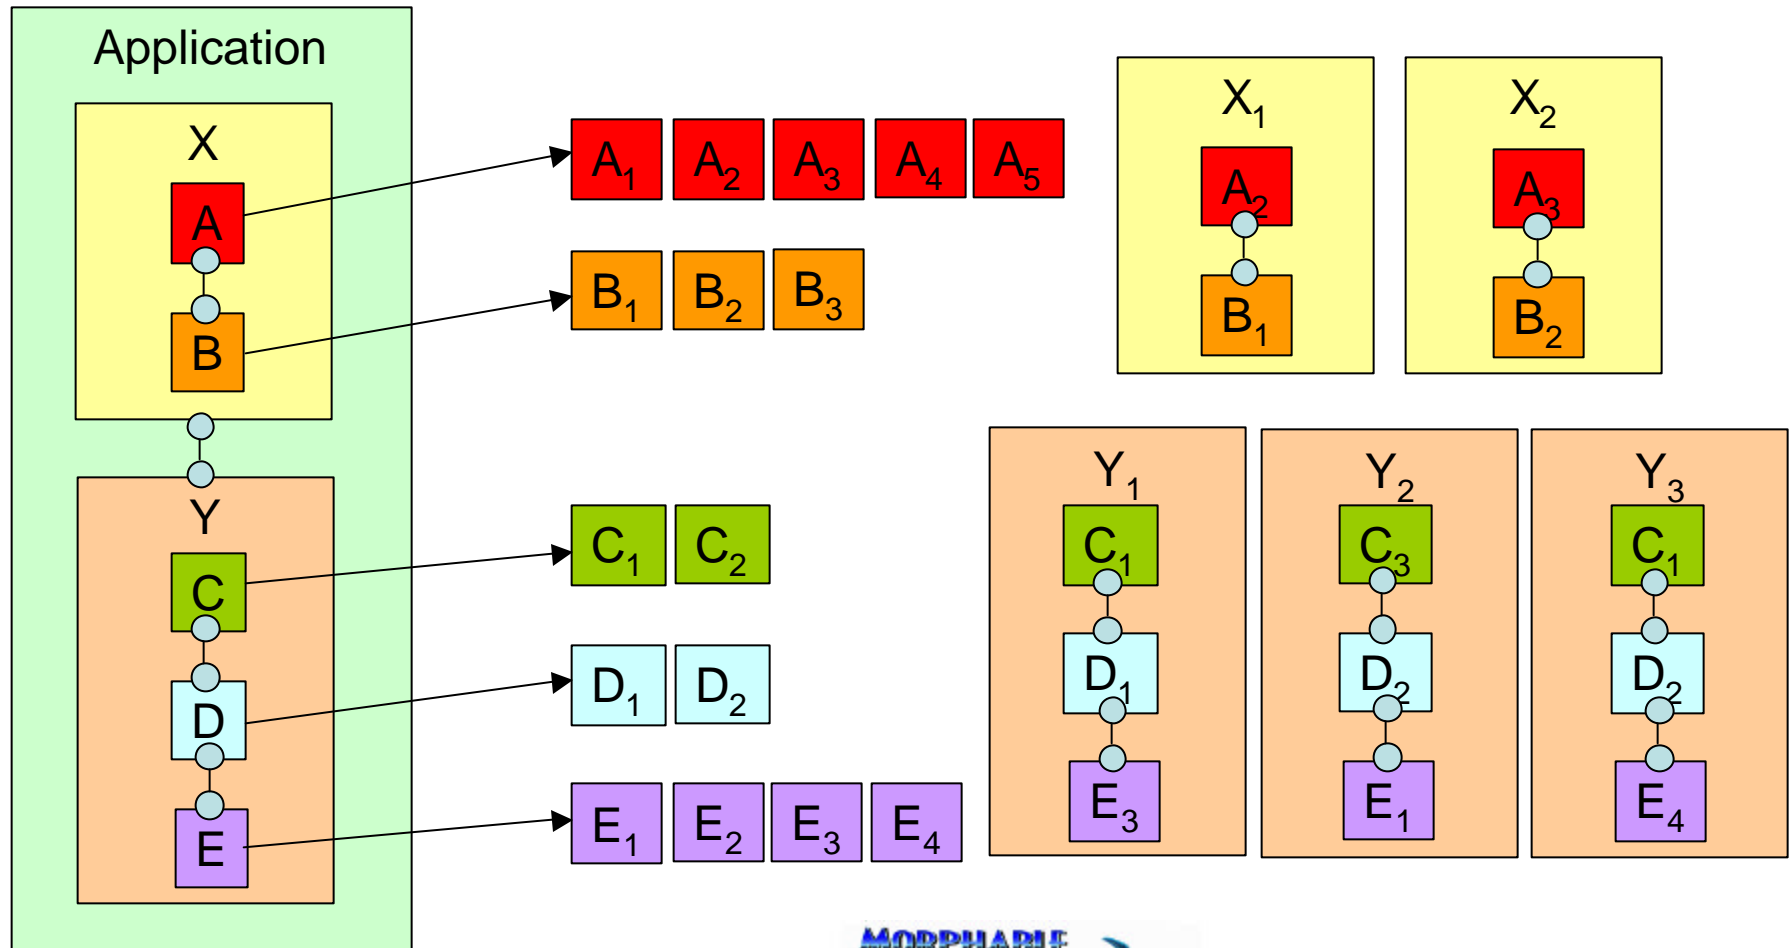 Application
X
A
B
Y
C
D
E
A₁ A₂ A₃ A₄ A₅
B₁ B₂ B₃
C₁ C₂
D₁ D₂
E₁ E₂ E₃ E₄
X₁
A₂
B₁
X₂
A₃
B₂
Y₁
C₁
D₁
E₃
Y₂
C₃
D₂
E₁
Y₃
C₁
D₂
E₄
MORPHABLE